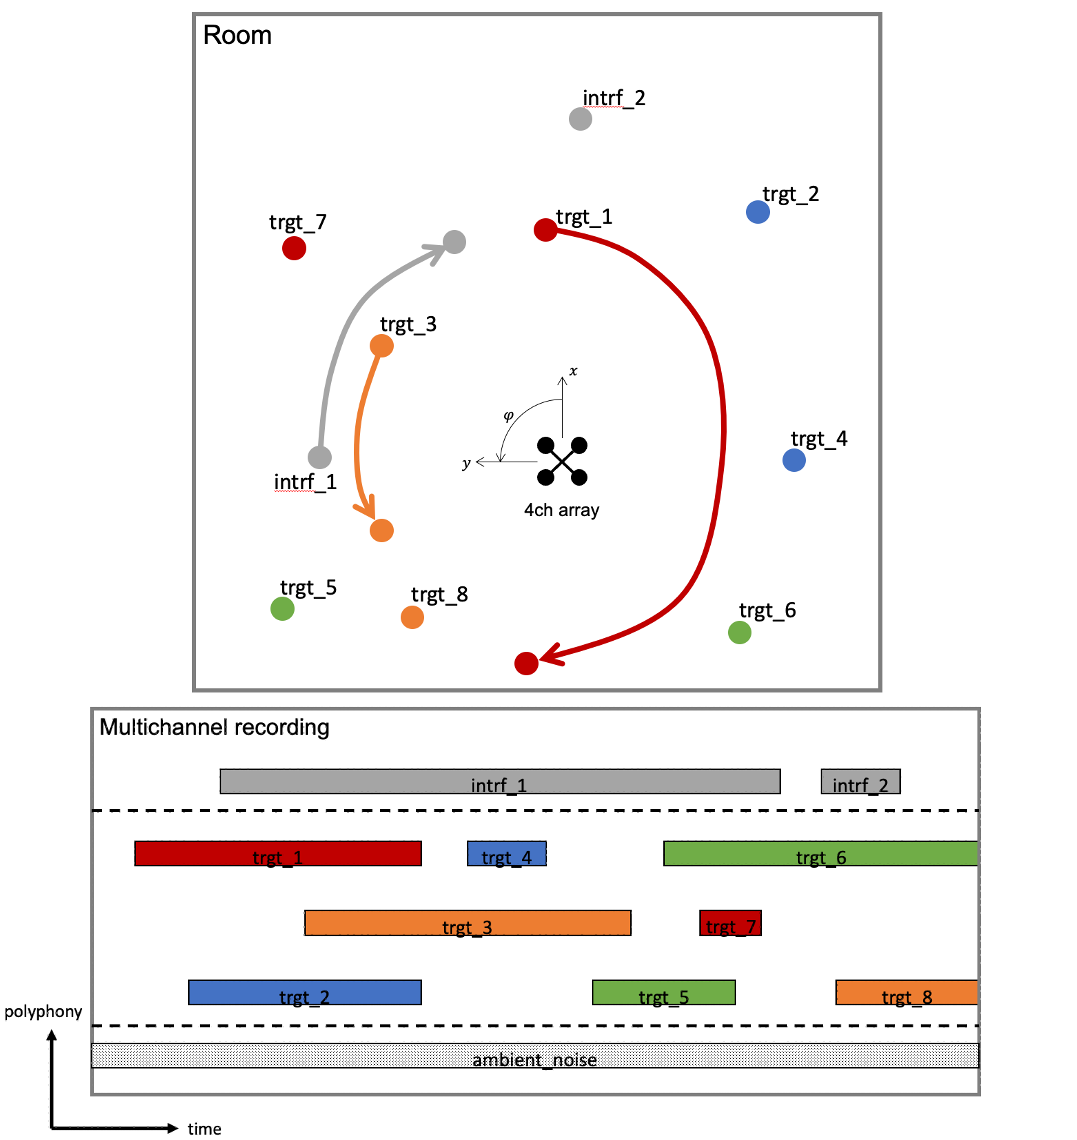 Room
intrf_2
trgt_2
trgt_7
trgt_1
trgt_3
x
φ
y
trgt_4
intrf_1
4ch array
trgt_5
trgt_8
trgt_6
Multichannel recording
intrf_1
intrf_2
trgt_1
trgt_4
trgt_6
trgt_3
trgt_7
trgt_2
trgt_5
trgt_8
polyphony
ambient_noise
time